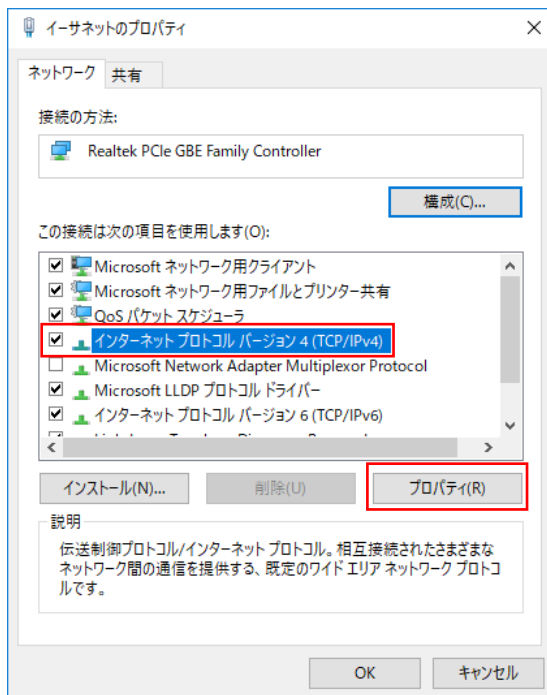 イーサネットのプロパティ
ネットワーク 共有
接続の方法:
Realtek PCIe GBE Family Controller
構成(C)...
この接続は次の項目を使用します(O):
Microsoft ネットワーク用クライアント
Microsoft ネットワーク用ファイルとプリンター共有
QoS パケット スケジューラ
インターネット プロトコル バージョン 4 (TCP/IPv4)
Microsoft Network Adapter Multiplexor Protocol
Microsoft LLDP プロトコル ドライバー
インターネット プロトコル バージョン 6 (TCP/IPv6)
インストール(N)... 削除(U) プロパティ(R)
説明
伝送制御プロトコル/インターネット プロトコル。相互接続されたさまざまな
ネットワーク間の通信を提供する、既定のワイド エリア ネットワーク プロトコ
ルです。
OK キャンセル